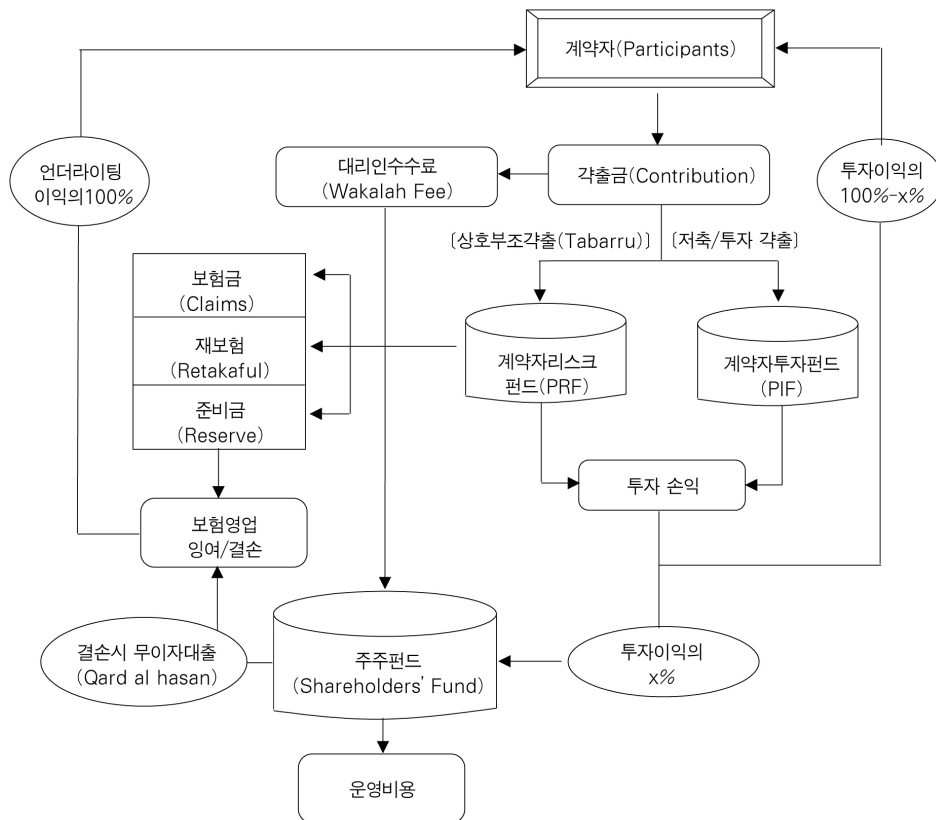 계약자(Participants)
언더라이팅
이익의100%
대리인수수료
(Wakalah Fee)
갹출금(Contribution)
투자이익의
100%-x%
[상호부조갹출(Tabarru)] [저축/투자 갹출]
보험금
(Claims)
재보험
(Retakaful)
준비금
(Reserve)
계약자리스크
펀드(PRF)
계약자투자펀드
(PIF)
투자 손익
보험영업
잉여/결손
결손시 무이자대출
(Qard al hasan)
주주펀드
(Shareholders' Fund)
투자이익의
x%
운영비용